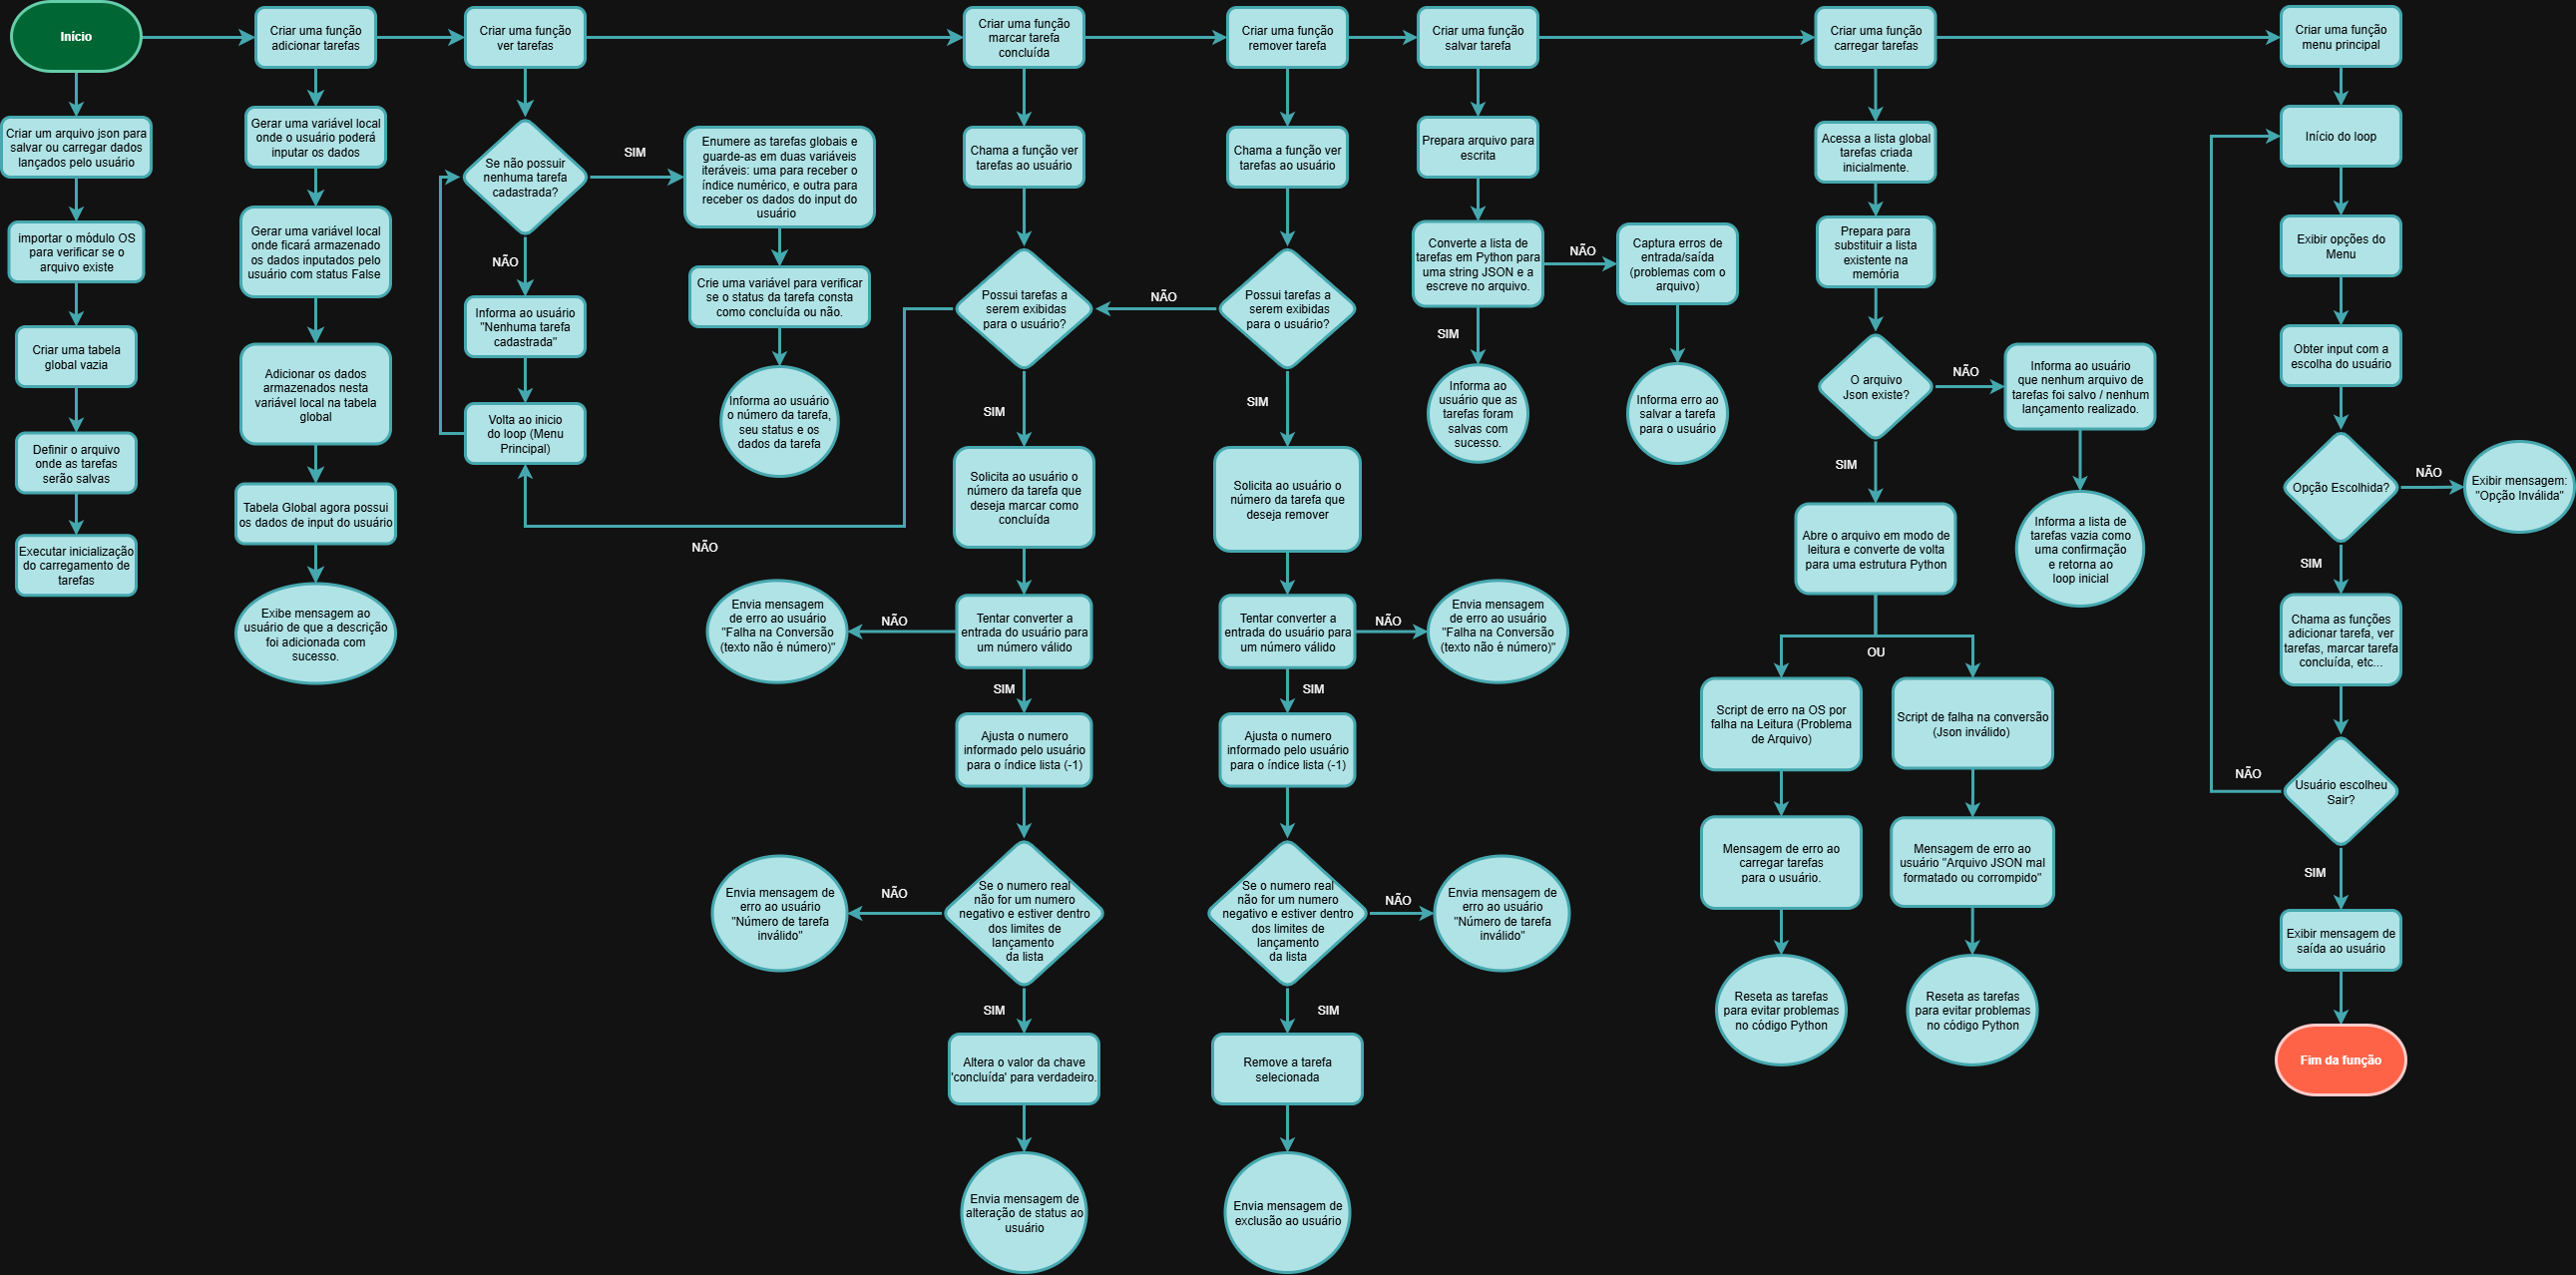 Início
Criar um arquivo json para
salvar ou carregar dados
lançados pelo usuário
importar o módulo OS
para verificar se o
arquivo existe
Criar uma tabela
global vazia
Definir o arquivo
onde as tarefas
serão salvas
Executar inicialização
do carregamento de
tarefas
Criar uma função
adicionar tarefas
Gerar uma variável local
onde o usuário poderá
inputar os dados
Gerar uma variável local
onde ficará armazenado
os dados inputados pelo
usuário com status False
Adicionar os dados
armazenados nesta
variável local na tabela
global
Tabela Global agora possui
os dados de input do usuário
Exibe mensagem ao
usuário de que a descrição
foi adicionada com
sucesso.
Criar uma função
ver tarefas
Se não possuir
nenhuma tarefa
cadastrada?
SIM
Enumere as tarefas globais e
guarde-as em duas variáveis
iteráveis: uma para receber o
índice numérico, e outra para
receber os dados do input do
usuário
Crie uma variável para verificar
se o status da tarefa consta
como concluída ou não.
Informa ao usuário
o número da tarefa,
seu status e os
dados da tarefa
NÃO
Informa ao usuário
"Nenhuma tarefa
cadastrada"
Volta ao inicio
do loop (Menu
Principal)
NÃO
Criar uma função
marcar tarefa
concluída
Chama a função ver
tarefas ao usuário
Possui tarefas a
serem exibidas
para o usuário?
SIM
Solicita ao usuário o
número da tarefa que
deseja marcar como
concluída
Tentar converter a
entrada do usuário para
um número válido
NÃO
Envia mensagem
de erro ao usuário
"Falha na Conversão
(texto não é número)"
SIM
Ajusta o numero
informado pelo usuário
para o índice lista (-1)
Se o numero real
não for um numero
negativo e estiver dentro
dos limites de
lançamento
da lista
NÃO
Envia mensagem de
erro ao usuário
"Número de tarefa
inválido"
SIM
Altera o valor da chave
'concluída' para verdadeiro.
Envia mensagem de
alteração de status ao
usuário
Criar uma função
remover tarefa
Chama a função ver
tarefas ao usuário
Possui tarefas a
serem exibidas
para o usuário?
NÃO
SIM
Solicita ao usuário o
número da tarefa que
deseja remover
Tentar converter a
entrada do usuário para
um número válido
NÃO
Envia mensagem
de erro ao usuário
"Falha na Conversão
(texto não é número)"
SIM
Ajusta o numero
informado pelo usuário
para o índice lista (-1)
Se o numero real
não for um numero
negativo e estiver dentro
dos limites de
lançamento
da lista
NÃO
Envia mensagem de
erro ao usuário
"Número de tarefa
inválido"
SIM
Remove a tarefa
selecionada
Envia mensagem de
exclusão ao usuário
Criar uma função
salvar tarefa
Prepara arquivo para
escrita
Converte a lista de
tarefas em Python para
uma string JSON e a
escreve no arquivo.
NÃO
Captura erros de
entrada/saída
(problemas com o
arquivo)
Informa erro ao
salvar a tarefa
para o usuário
SIM
Informa ao
usuário que as
tarefas foram
salvas com
sucesso.
Criar uma função
carregar tarefas
Acessa a lista global
tarefas criada
inicialmente.
Prepara para
substituir a lista
existente na
memória
O arquivo
Json existe?
NÃO
Informa ao usuário
que nenhum arquivo de
tarefas foi salvo / nenhum
lançamento realizado.
Informa a lista de
tarefas vazia como
uma confirmação
e retorna ao
loop inicial
SIM
Abre o arquivo em modo de
leitura e converte de volta
para uma estrutura Python
OU
Script de erro na OS por
falha na Leitura (Problema
de Arquivo)
Mensagem de erro ao
carregar tarefas
para o usuário.
Reseta as tarefas
para evitar problemas
no código Python
Script de falha na conversão
(Json inválido)
Mensagem de erro ao
usuário "Arquivo JSON mal
formatado ou corrompido"
Reseta as tarefas
para evitar problemas
no código Python
Criar uma função
menu principal
Início do loop
Exibir opções do
Menu
Obter input com a
escolha do usuário
Opção Escolhida?
NÃO
Exibir mensagem:
"Opção Inválida"
SIM
Chama as funções
adicionar tarefa, ver
tarefas, marcar tarefa
concluída, etc...
Usuário escolheu
Sair?
NÃO
SIM
Exibir mensagem de
saída ao usuário
Fim da função